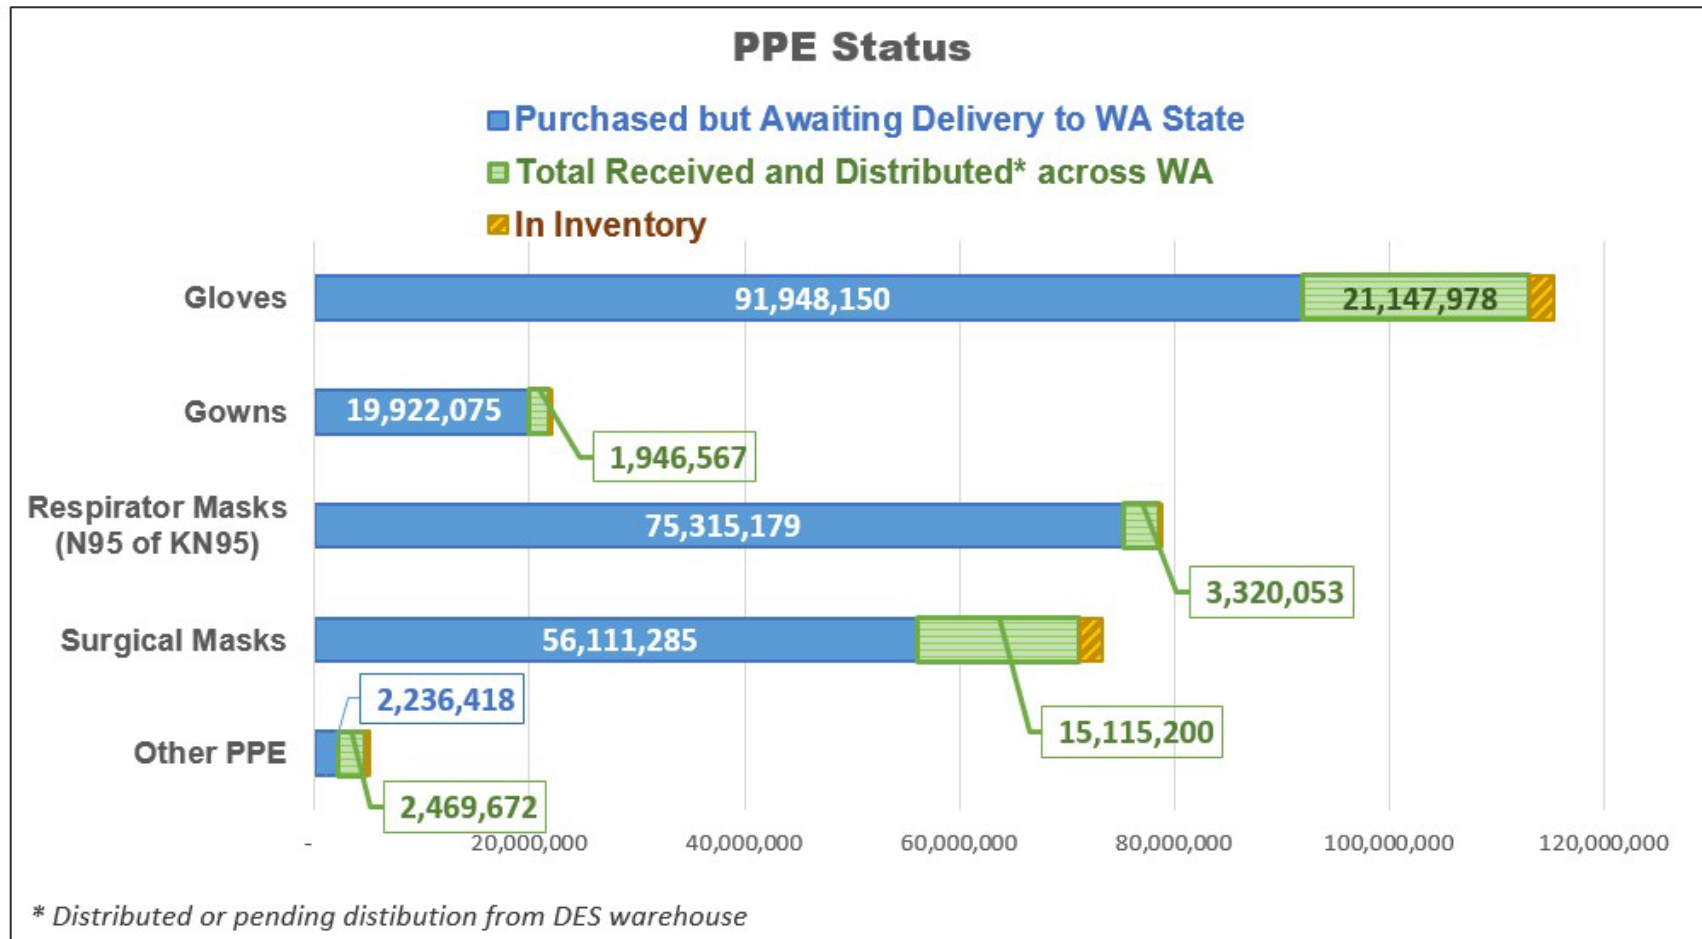 PPE Status
Purchased but Awaiting Delivery to WA State
Total Received and Distributed* across WA
In Inventory
Gloves
91,948,150
21,147,978
Gowns
19,922,075
1,946,567
Respirator Masks
(N95 of KN95)
75,315,179
3,320,053
Surgical Masks
56,111,285
15,115,200
Other PPE
2,236,418
2,469,672
-
20,000,000
40,000,000
60,000,000
80,000,000
100,000,000
120,000,000
* Distributed or pending distibution from DES warehouse